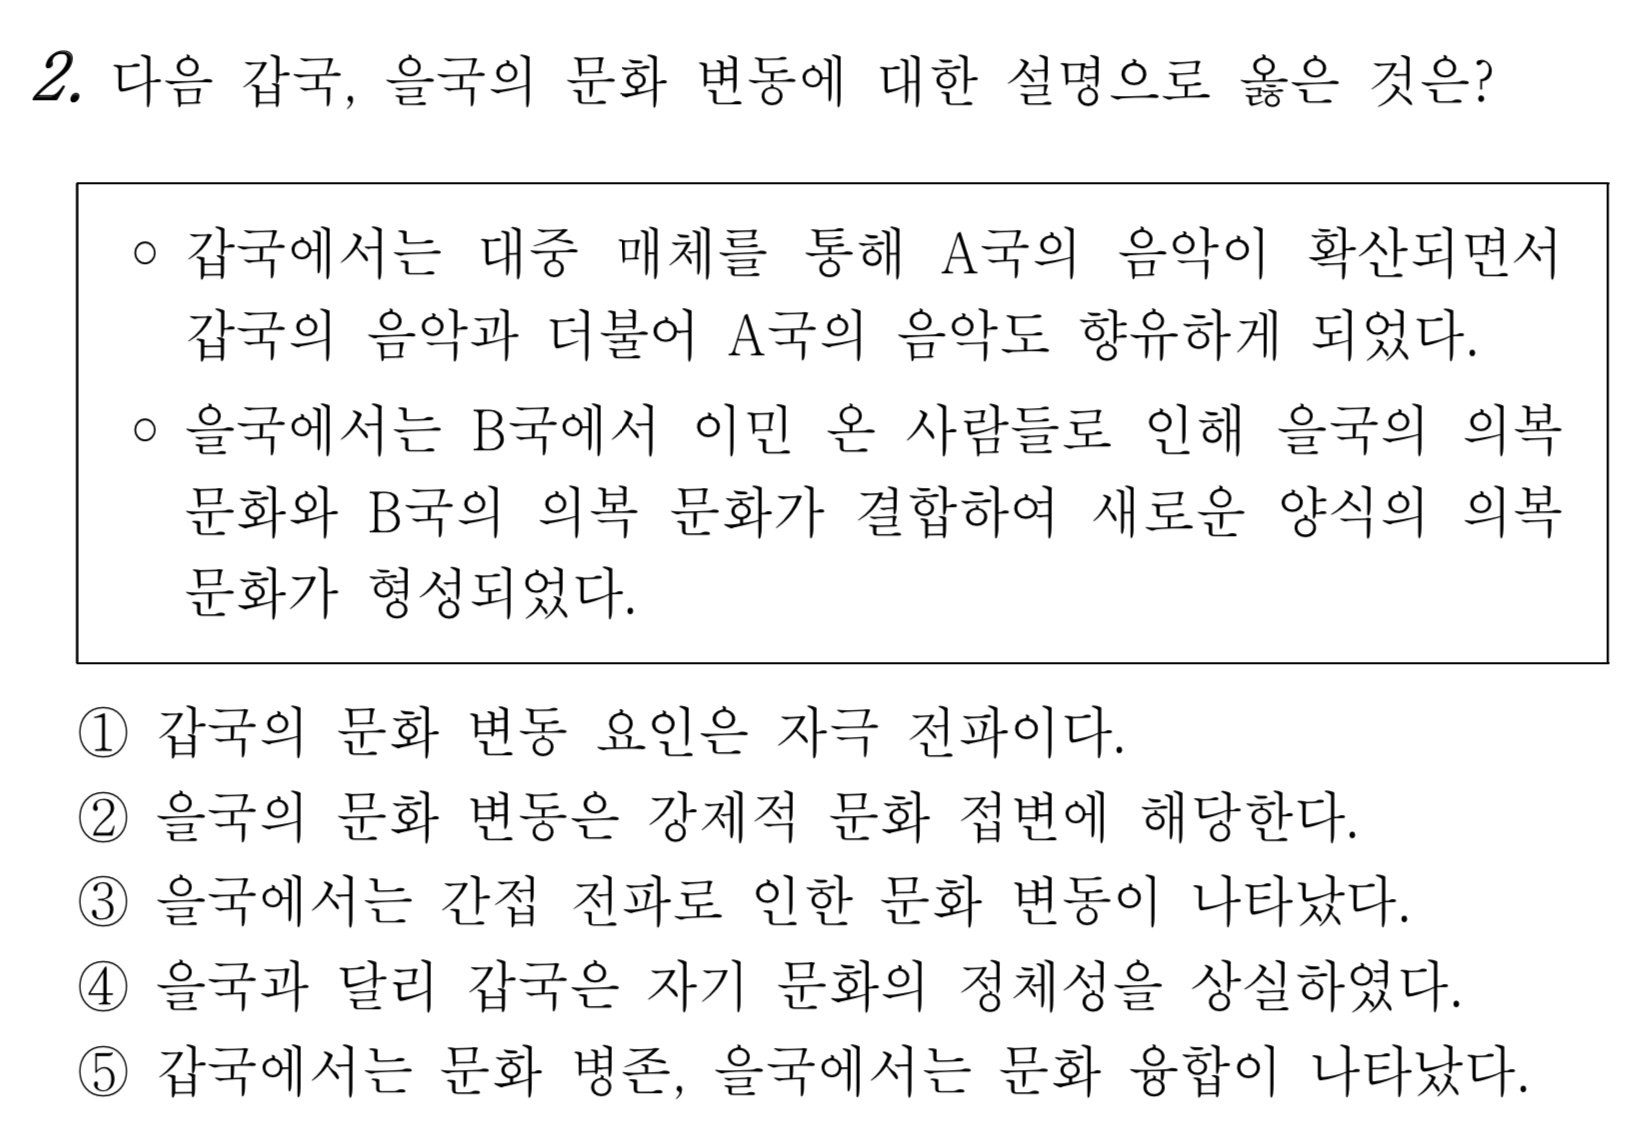 2. 다음 갑국, 을국의 문화 변동에 대한 설명으로 옳은 것은?
○ 갑국에서는 대중 매체를 통해 A국의 음악이 확산되면서
갑국의 음악과 더불어 A국의 음악도 향유하게 되었다.
○ 을국에서는 B국에서 이민 온 사람들로 인해 을국의 의복
문화와 B국의 의복 문화가 결합하여 새로운 양식의 의복
문화가 형성되었다.
① 갑국의 문화 변동 요인은 자극 전파이다.
② 을국의 문화 변동은 강제적 문화 접변에 해당한다.
③ 을국에서는 간접 전파로 인한 문화 변동이 나타났다.
④ 을국과 달리 갑국은 자기 문화의 정체성을 상실하였다.
⑤ 갑국에서는 문화 병존, 을국에서는 문화 융합이 나타났다.